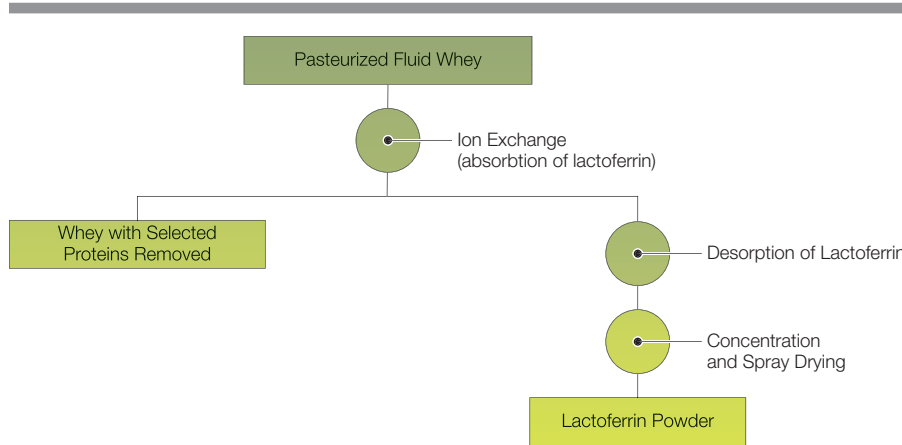 Pasteurized Fluid Whey
Ion Exchange
(absorbtion of lactoferrin)
Whey with Selected
Proteins Removed
Desorption of Lactoferrin
Concentration
and Spray Drying
Lactoferrin Powder